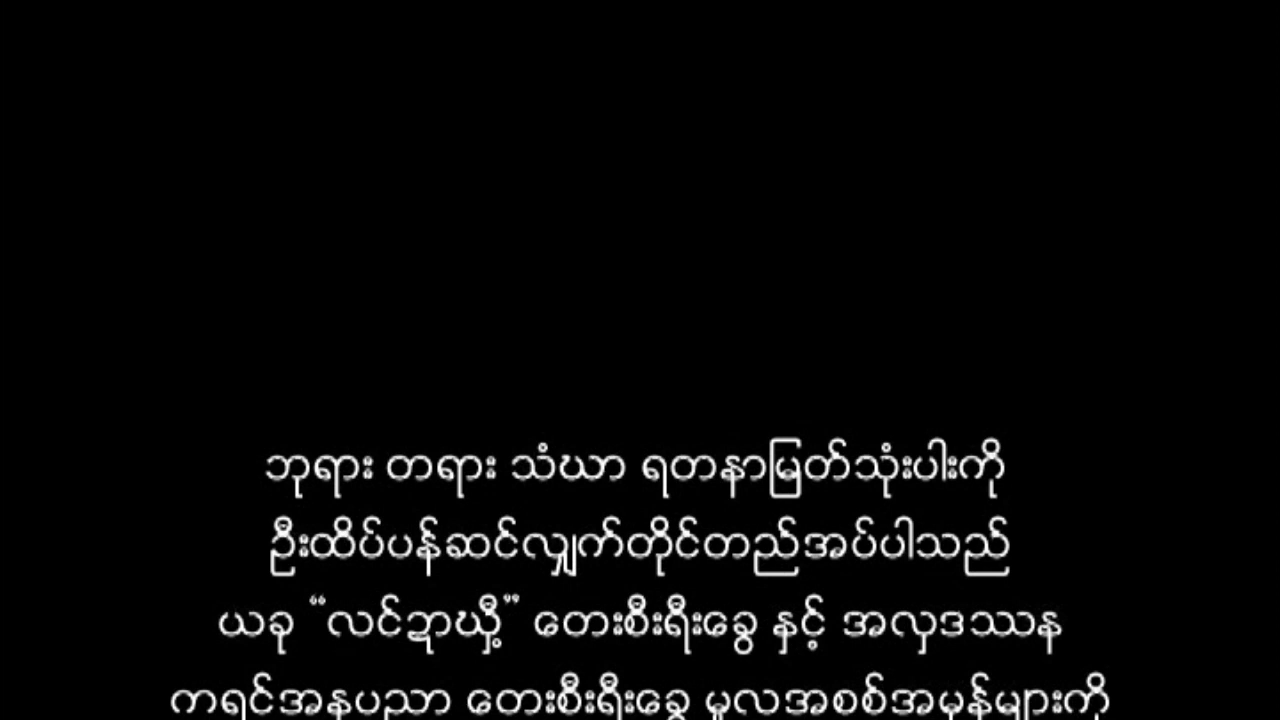 ဘုရား တရား သံဃာ ရတနာမြတ်သုံးပါးကို
ဦးထိပ်ပန်ဆင်လျှက်တိုင်တည်အပ်ပါသည်
ယခု “လင်ဍာယှီ့” တေးစီးရီးခွေ နှင့် အလှဒဿန
ကရင်အနုပညာ တေးစီးရီးခွေ မူလအစစ်အမှန်များကို